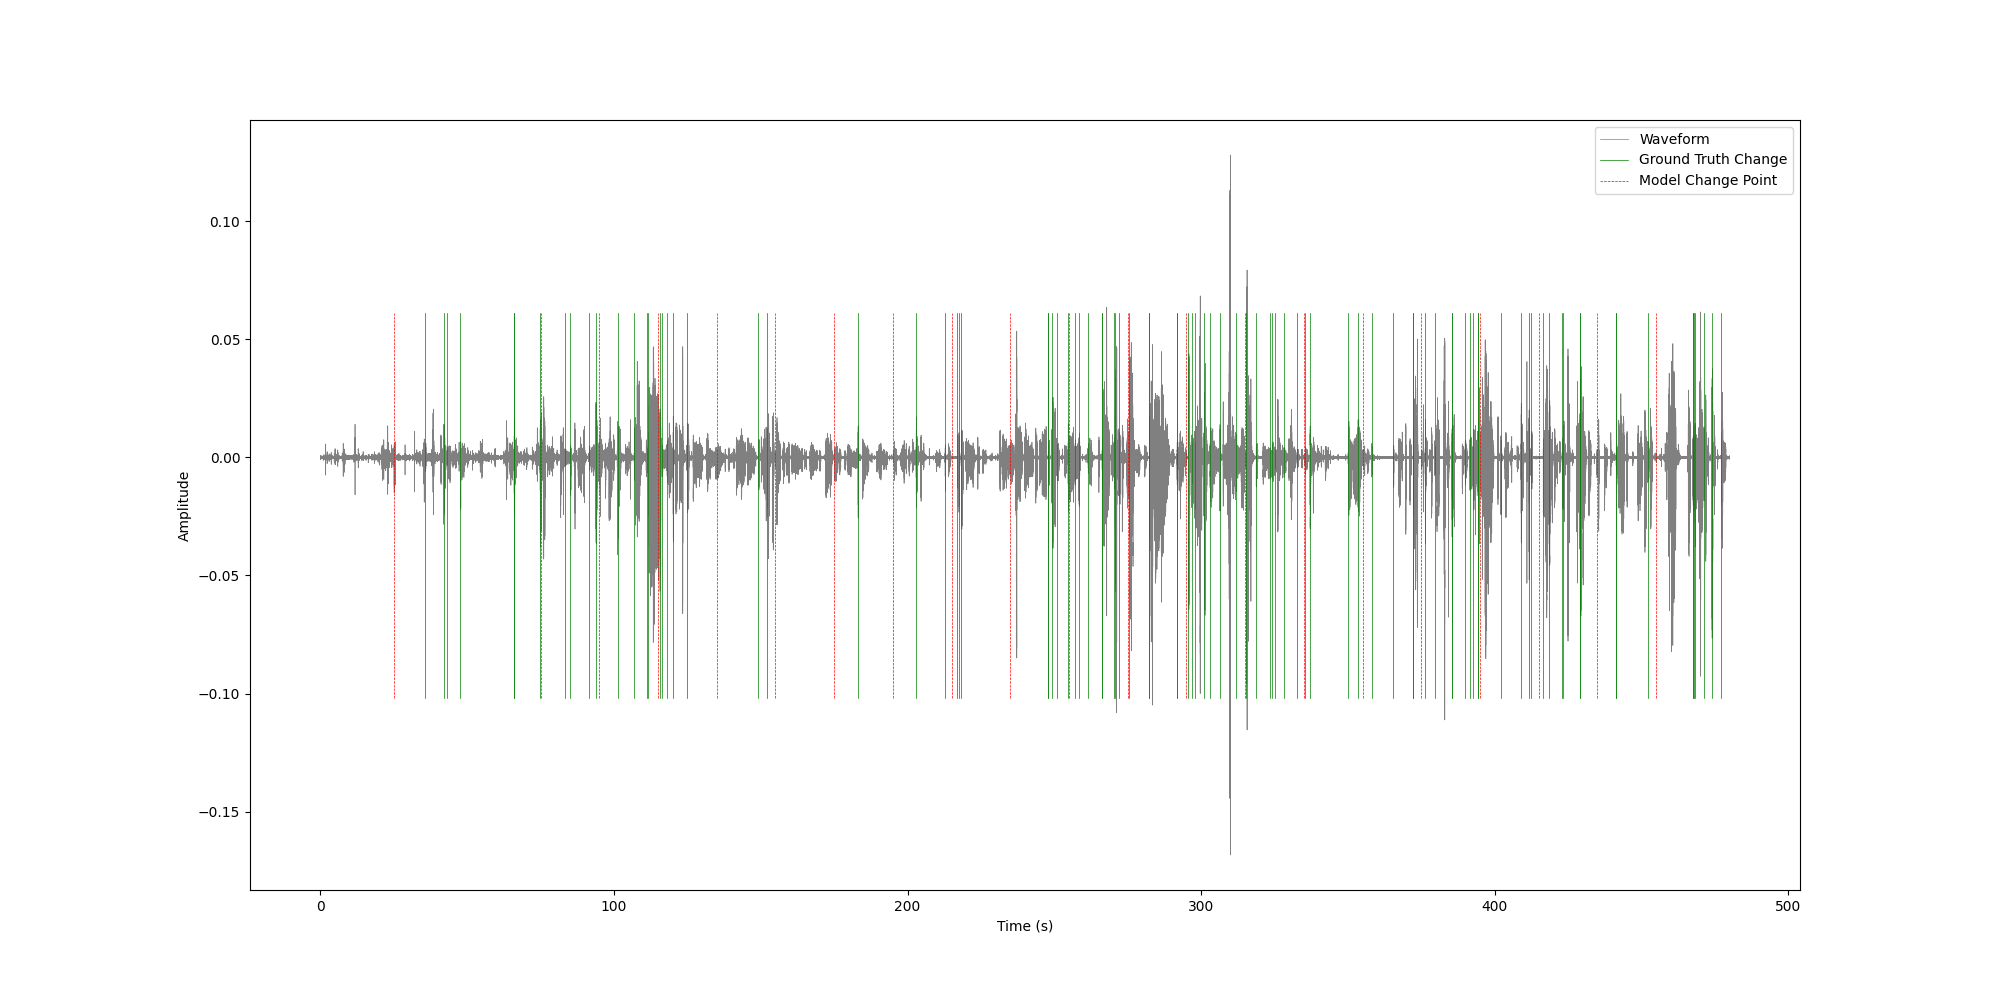 Waveform
Ground Truth Change
Model Change Point
0.10
0.05
0.00
−0.05
−0.10
−0.15
Amplitude
0 100 200 300 400 500
Time (s)